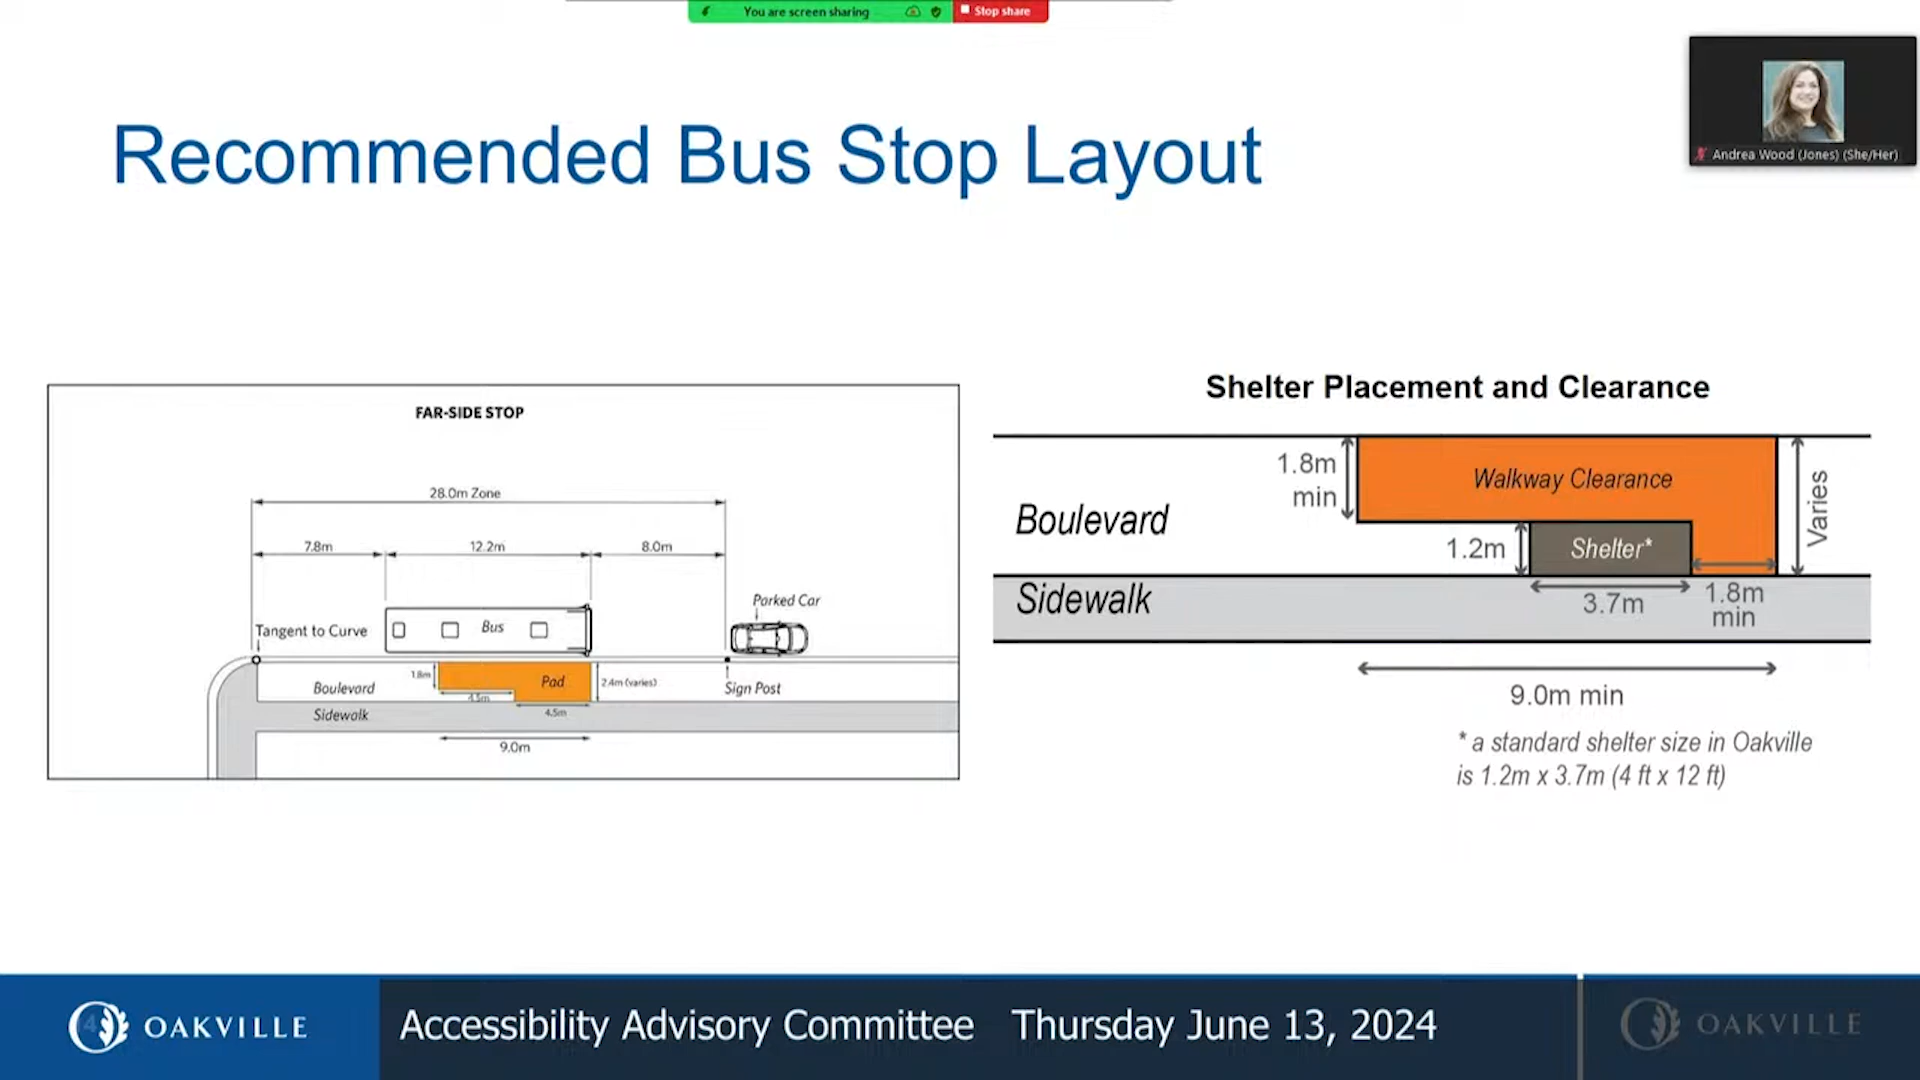 You are screen sharing
Stop share
Andrea Wood (Jones) (She/Her)
Recommended Bus Stop Layout
FAR-SIDE STOP
28.0m Zone
7.8m
12.2m
8.0m
Parked Car
Tangent to Curve
Bus
1.8m
Pad
2.4m (varies)
Boulevard
4.5m
Sign Post
Sidewalk
4.5m
9.0m
Shelter Placement and Clearance
1.8m
min
Walkway Clearance
Varies
Boulevard
1.2m
Shelter*
Sidewalk
3.7m
1.8m
min
9.0m min
* a standard shelter size in Oakville
is 1.2m x 3.7m (4 ft x 12 ft)
4
OAKVILLE
Accessibility Advisory Committee Thursday June 13, 2024
OAKVILLE